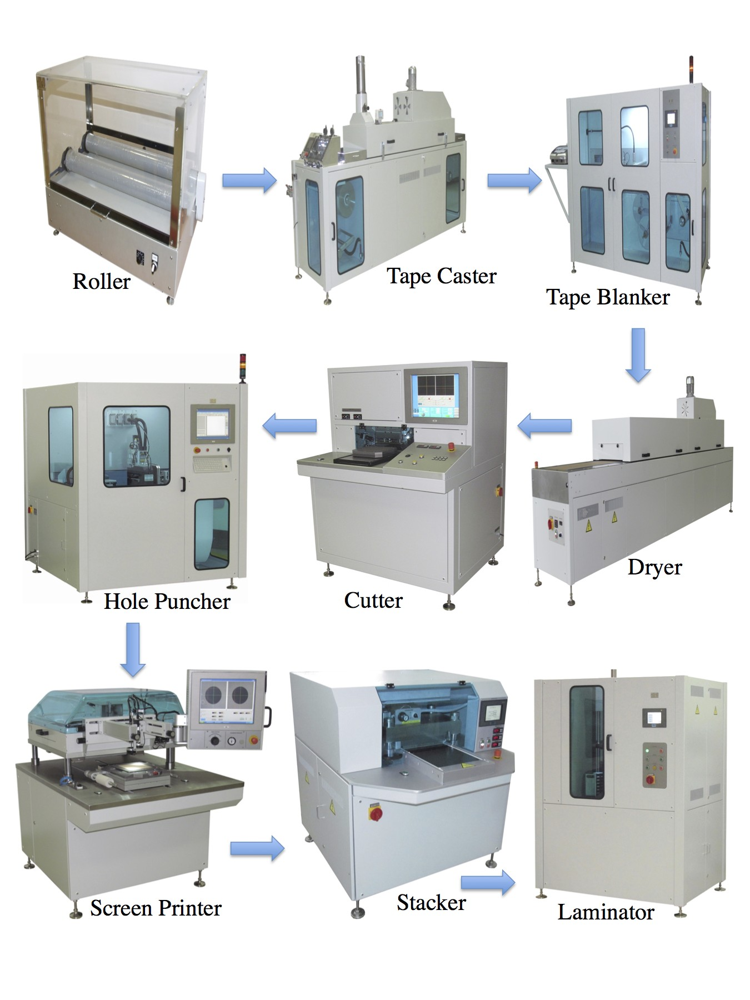 Roller
Tape Caster
Tape Blanker
Hole Puncher
Cutter
Dryer
Screen Printer
Stacker
Laminator